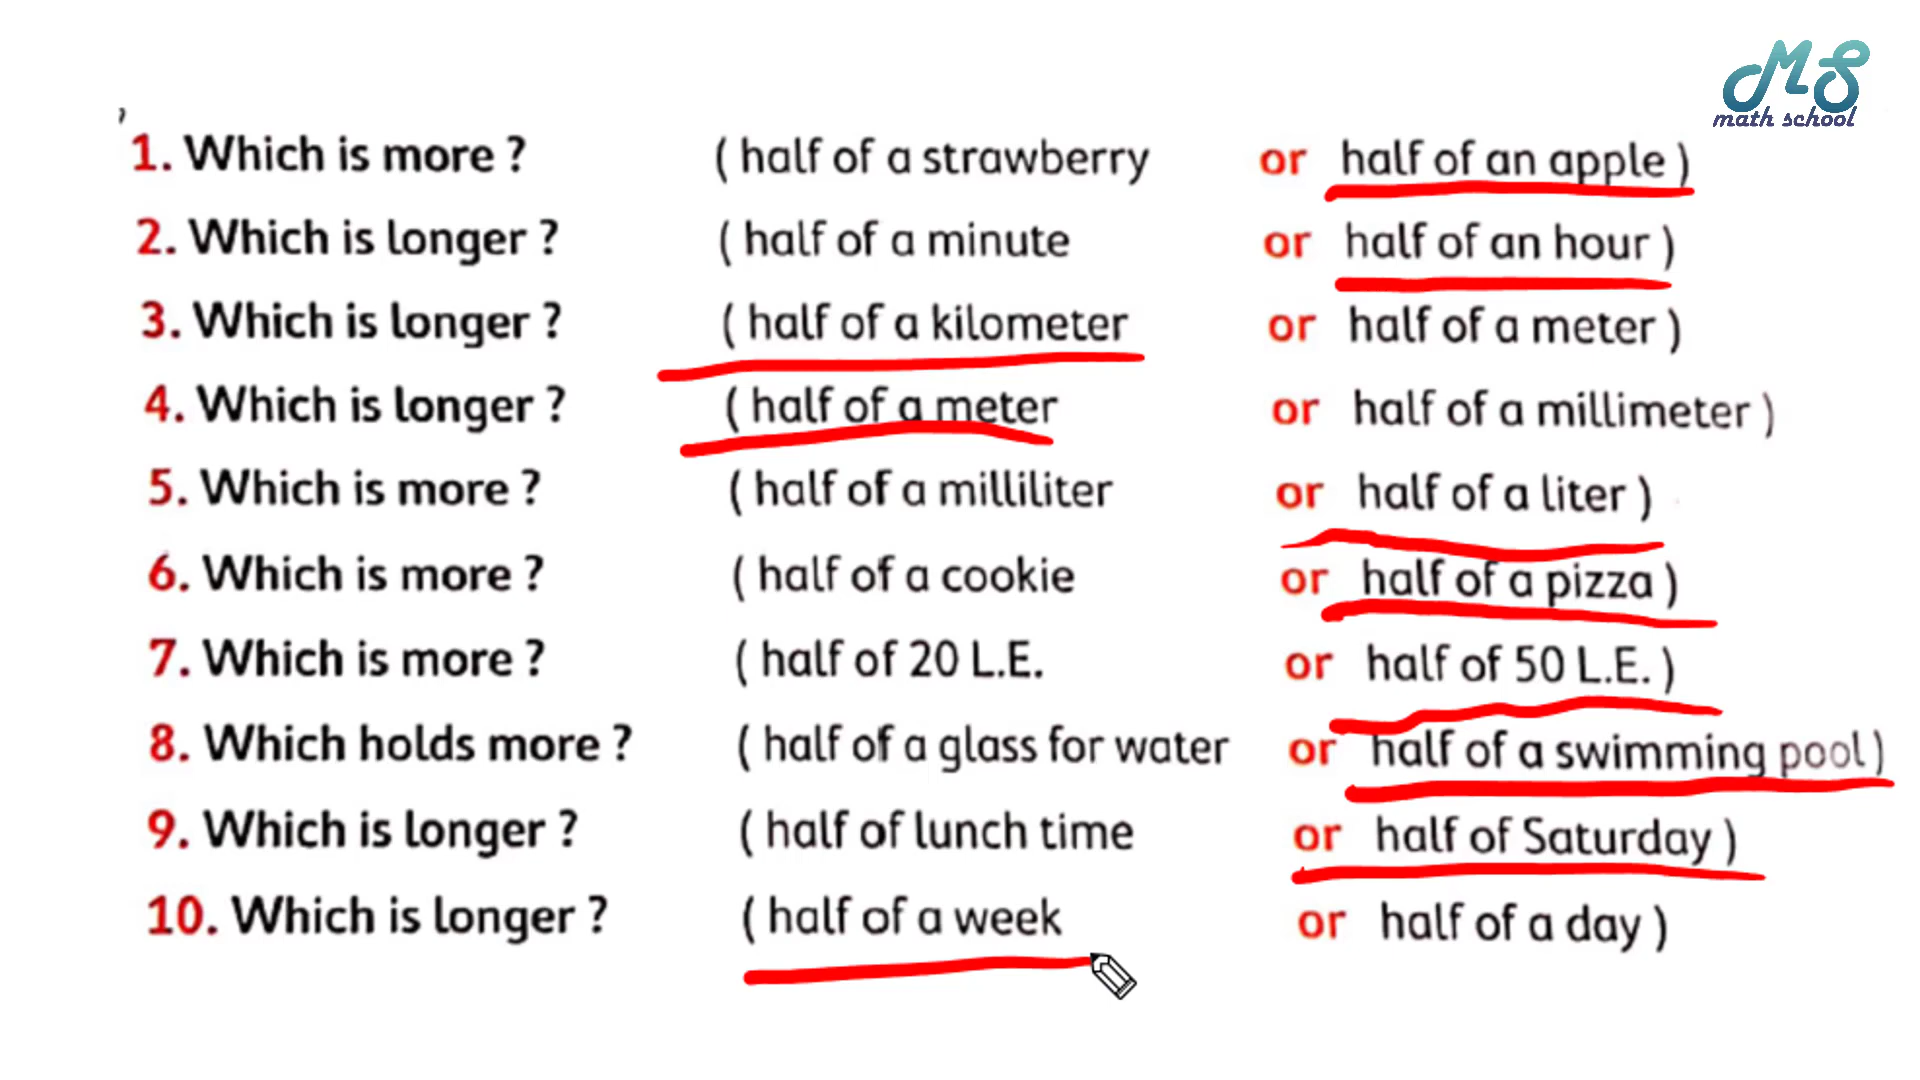 MS
math school
1. Which is more ? ( half of a strawberry or half of an apple )
2. Which is longer ? ( half of a minute or half of an hour )
3. Which is longer ? ( half of a kilometer or half of a meter )
4. Which is longer ? ( half of a meter or half of a millimeter )
5. Which is more ? ( half of a milliliter or half of a liter )
6. Which is more ? ( half of a cookie or half of a pizza )
7. Which is more ? ( half of 20 L.E. or half of 50 L.E. )
8. Which holds more ? ( half of a glass for water or half of a swimming pool )
9. Which is longer ? ( half of lunch time or half of Saturday )
10. Which is longer ? ( half of a week or half of a day )